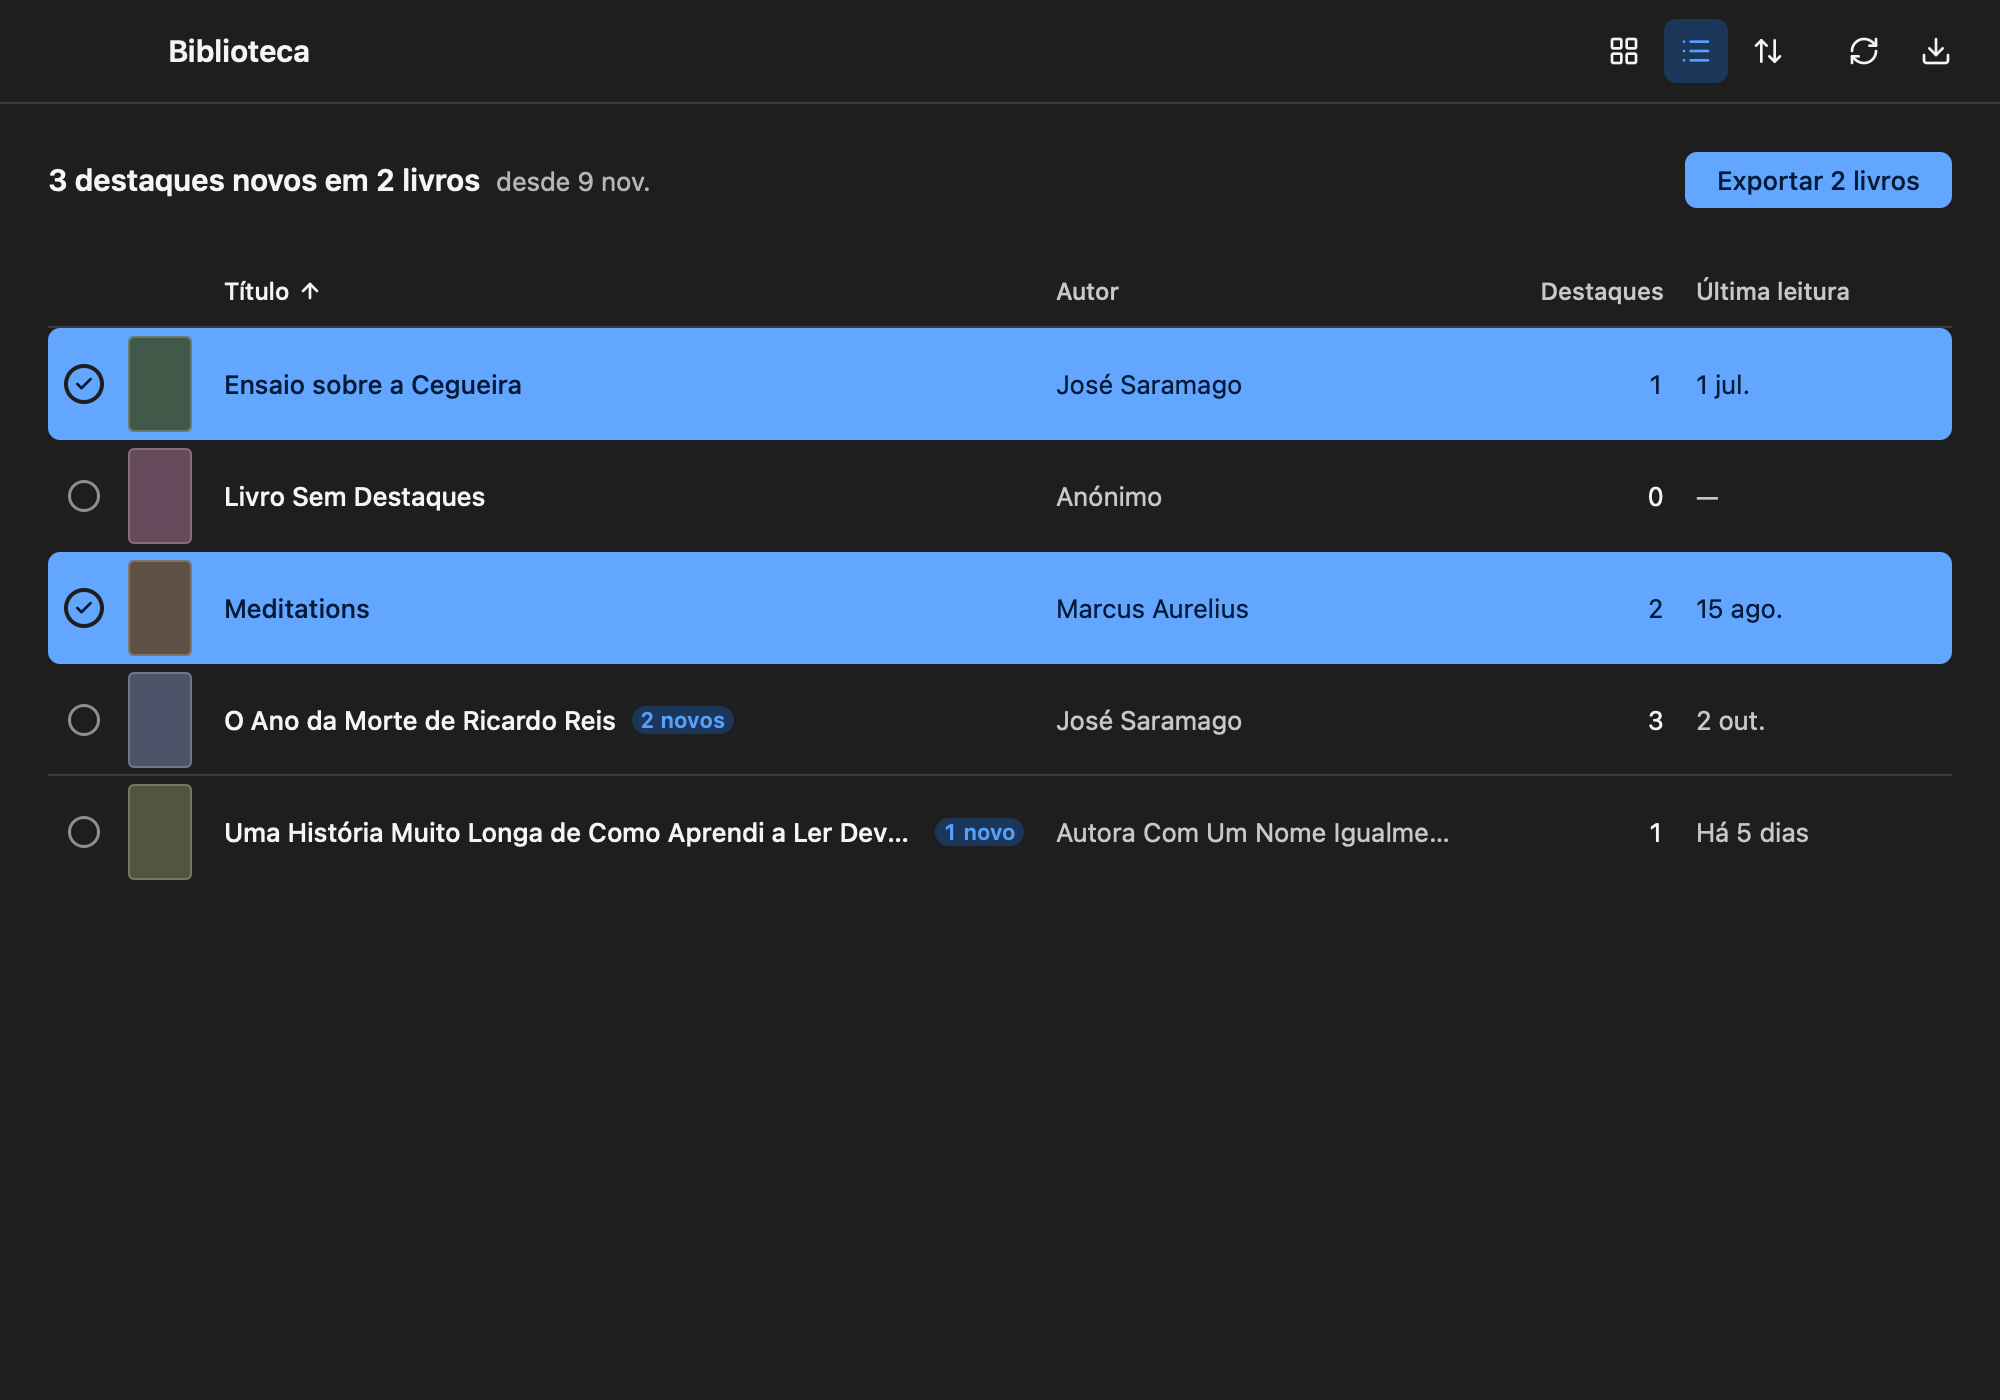 Biblioteca
3 destaques novos em 2 livros desde 9 nov.
Exportar 2 livros
Título Autor Destaques Última leitura
Ensaio sobre a Cegueira José Saramago 1 1 jul.
Livro Sem Destaques Anónimo 0 —
Meditations Marcus Aurelius 2 15 ago.
O Ano da Morte de Ricardo Reis 2 novos José Saramago 3 2 out.
Uma História Muito Longa de Como Aprendi a Ler Dev... 1 novo Autora Com Um Nome Igualme... 1 Há 5 dias